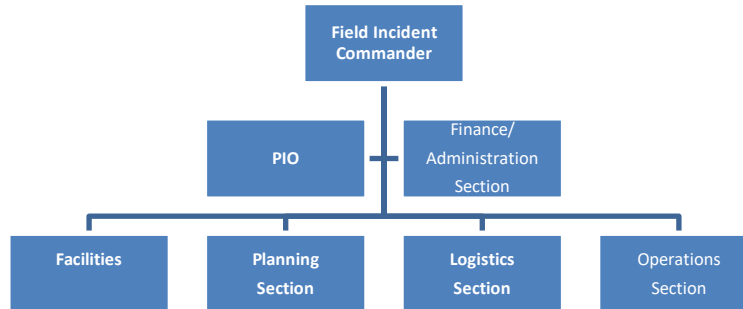 Field Incident
Commander
PIO
Finance/
Administration
Section
Facilities
Planning
Section
Logistics
Section
Operations
Section